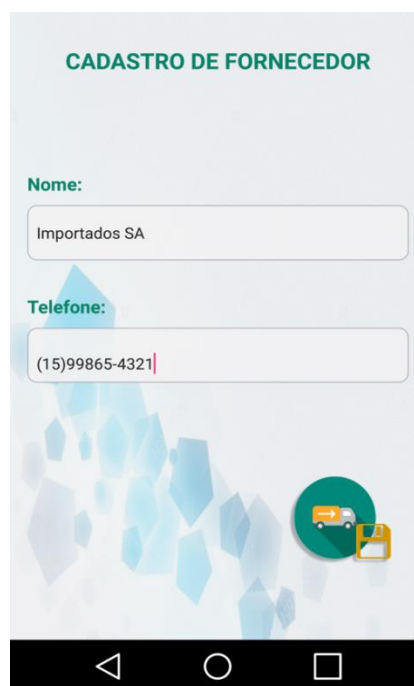 CADASTRO DE FORNECEDOR
Nome:
Importados SA
Telefone:
(15)99865-4321